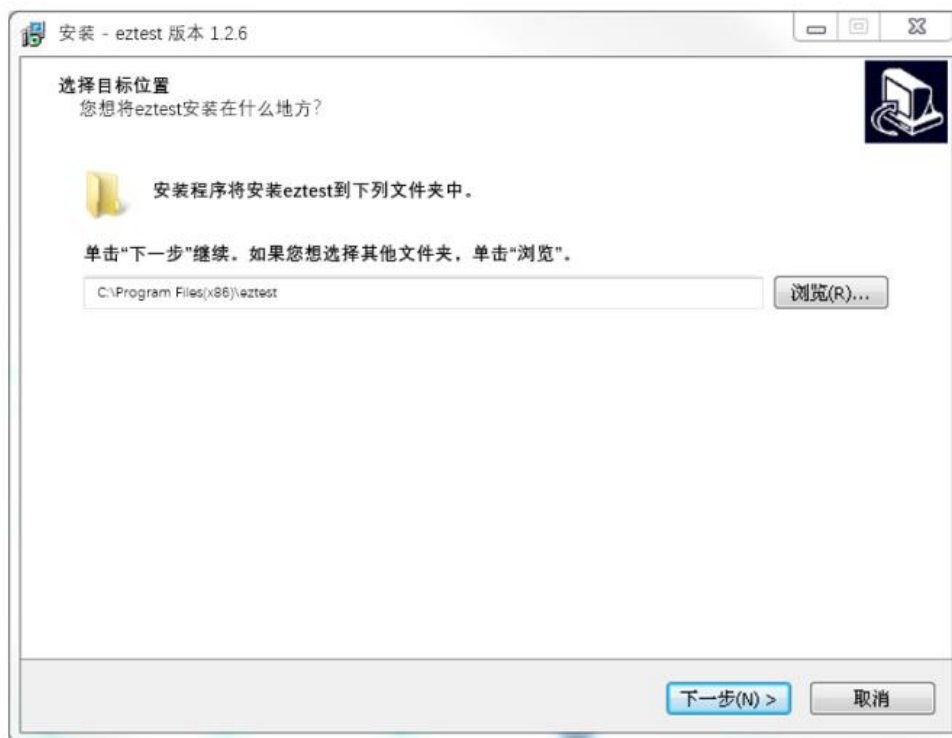 安装 - eztest 版本 1.2.6
选择目标位置
您想将eztest安装在什么地方?
安装程序将安装eztest到下列文件夹中。
单击“下一步”继续。如果您想选择其他文件夹，单击“浏览”。
C:\Program Files(x86)\eztest
浏览(R)...
下一步(N) >
取消